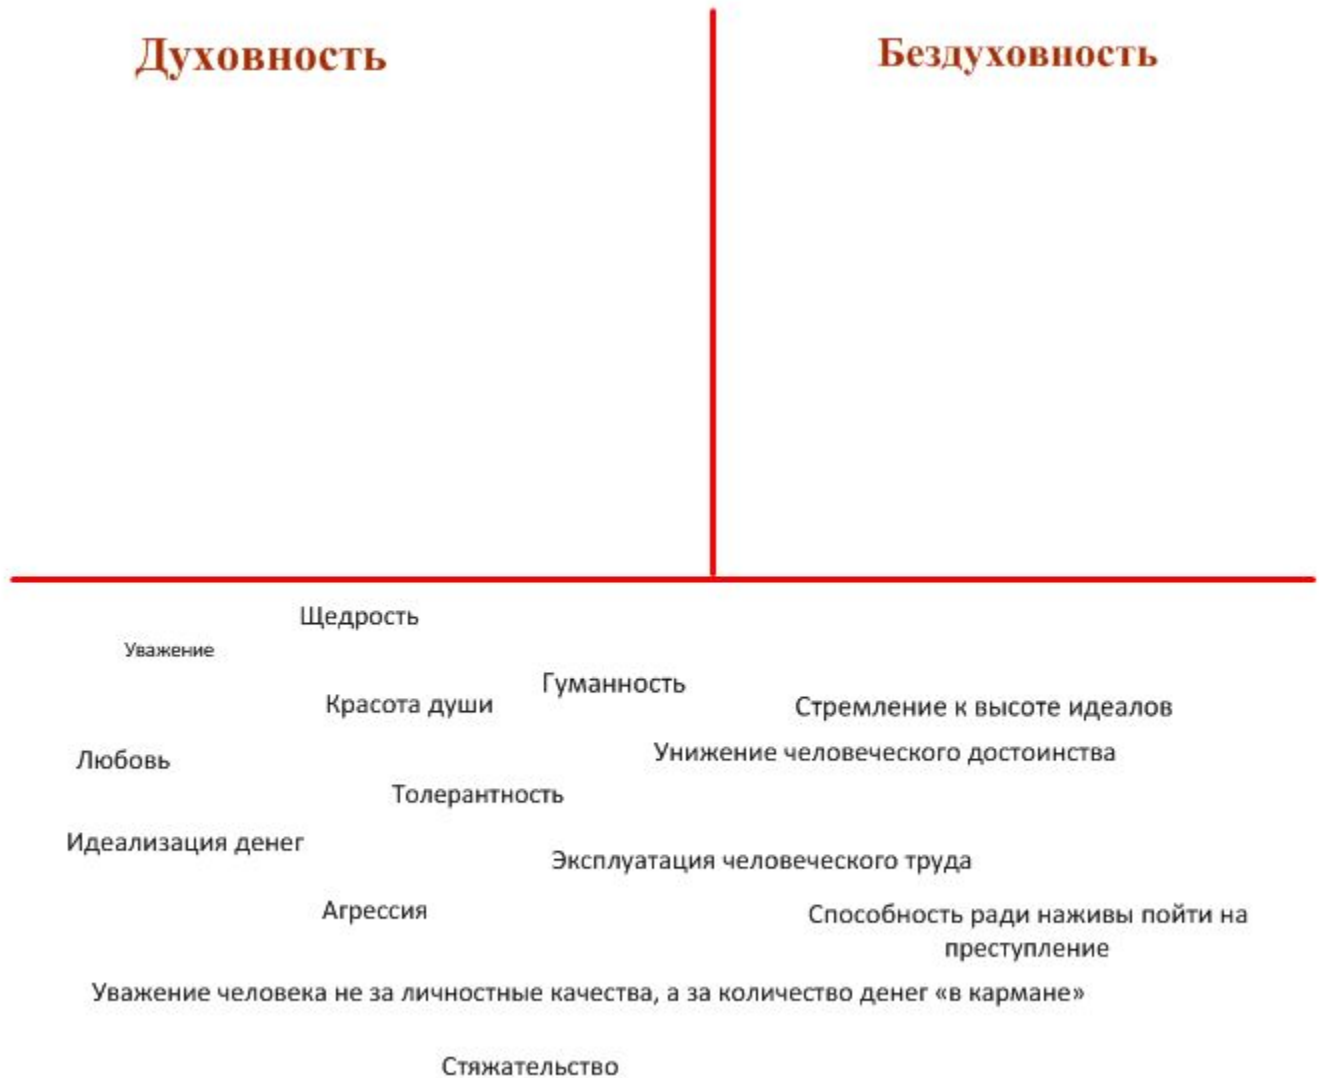 Духовность
Бездуховность
Щедрость
Уважение
Гуманность
Красота души
Стремление к высоте идеалов
Унижение человеческого достоинства
Любовь
Толерантность
Идеализация денег
Эксплуатация человеческого труда
Агрессия
Способность ради наживы пойти на
преступление
Уважение человека не за личностные качества, а за количество денег «в кармане»
Стяжательство